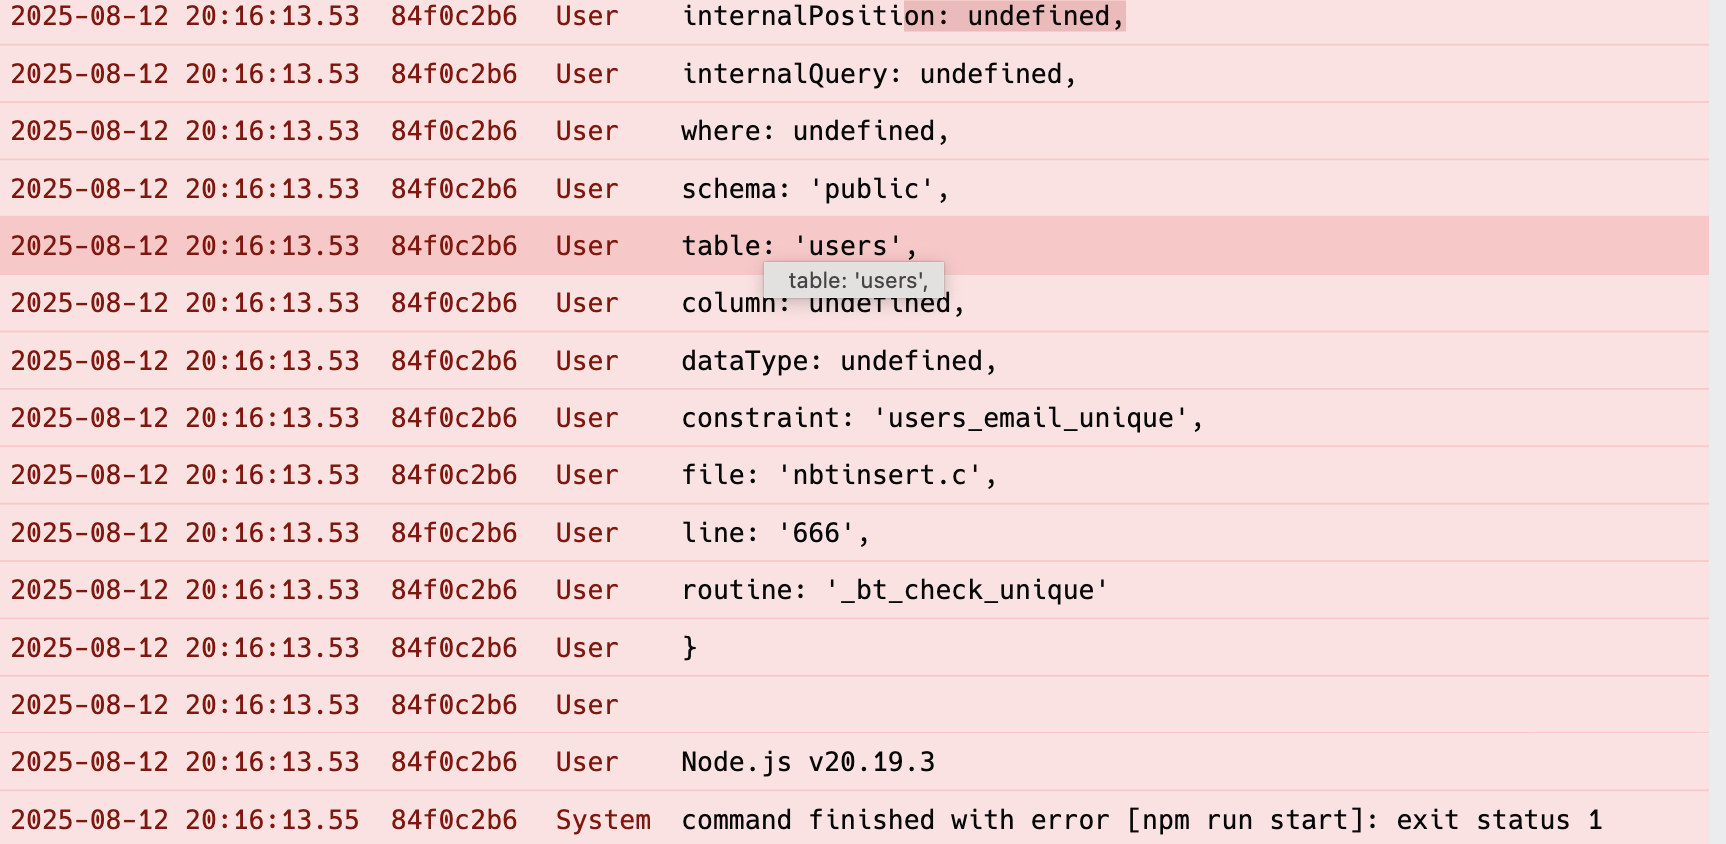 2025-08-12 20:16:13.53 84f0c2b6 User internalPosition: undefined,
2025-08-12 20:16:13.53 84f0c2b6 User internalQuery: undefined,
2025-08-12 20:16:13.53 84f0c2b6 User where: undefined,
2025-08-12 20:16:13.53 84f0c2b6 User schema: 'public',
2025-08-12 20:16:13.53 84f0c2b6 User table: 'users',
table: 'users',
2025-08-12 20:16:13.53 84f0c2b6 User column: undefined,
2025-08-12 20:16:13.53 84f0c2b6 User dataType: undefined,
2025-08-12 20:16:13.53 84f0c2b6 User constraint: 'users_email_unique',
2025-08-12 20:16:13.53 84f0c2b6 User file: 'nbtinsert.c',
2025-08-12 20:16:13.53 84f0c2b6 User line: '666',
2025-08-12 20:16:13.53 84f0c2b6 User routine: '_bt_check_unique'
2025-08-12 20:16:13.53 84f0c2b6 User }
2025-08-12 20:16:13.53 84f0c2b6 User
2025-08-12 20:16:13.53 84f0c2b6 User Node.js v20.19.3
2025-08-12 20:16:13.55 84f0c2b6 System command finished with error [npm run start]: exit status 1